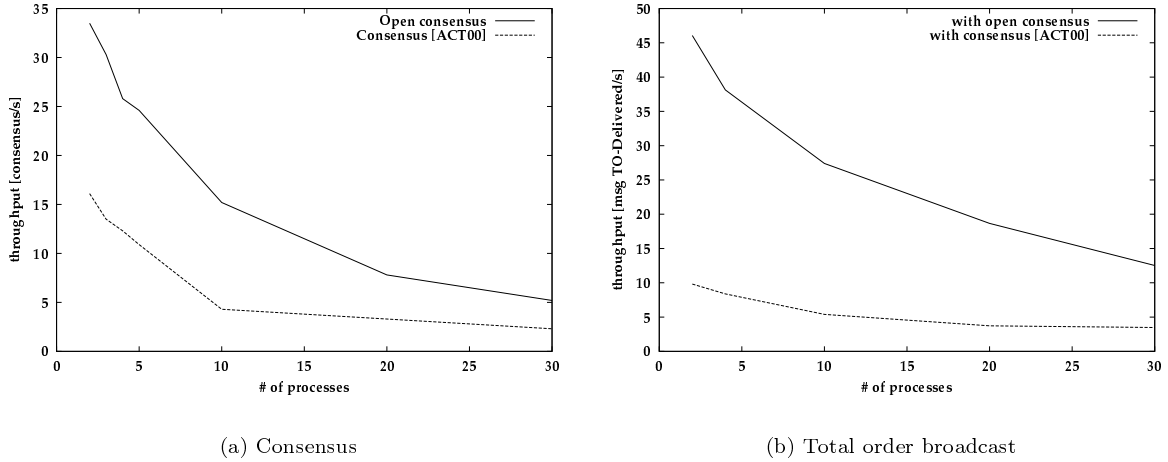 35
30
25
20
15
10
5
0
throughput [consensus/s]
Open consensus
Consensus [ACT00]
0 5 10 15 20 25 30
# of processes
(a) Consensus
50
45
40
35
30
25
20
15
10
5
0
throughput [msg TO-Delivered/s]
with open consensus
with consensus [ACT00]
0 5 10 15 20 25 30
# of processes
(b) Total order broadcast